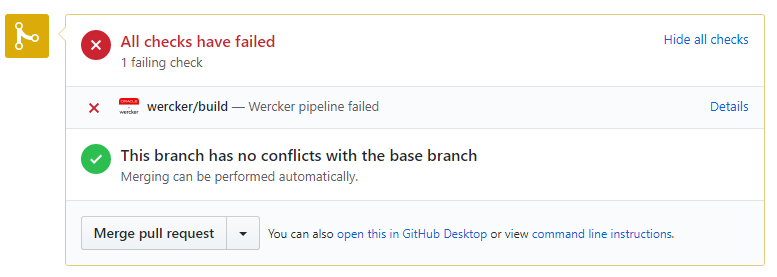 All checks have failed
Hide all checks
1 failing check
ORACLE
wercker
wercker/build — Wercker pipeline failed
Details
This branch has no conflicts with the base branch
Merging can be performed automatically.
Merge pull request
You can also open this in GitHub Desktop or view command line instructions.